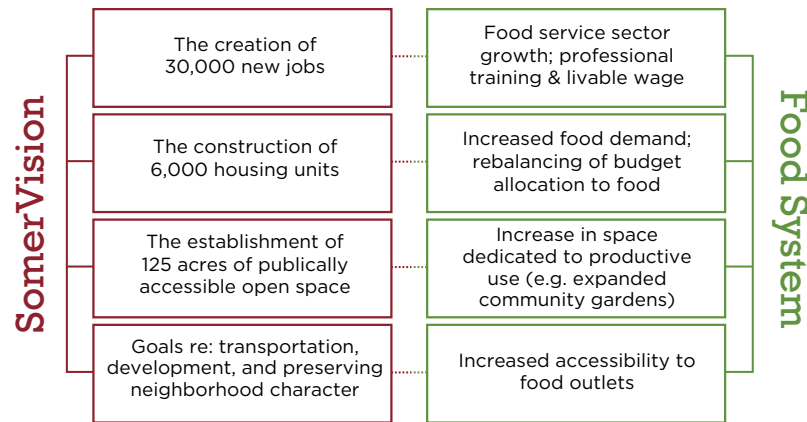 SomerVision
The creation of
30,000 new jobs
Food service sector
growth; professional
training & livable wage
The construction of
6,000 housing units
Increased food demand;
rebalancing of budget
allocation to food
The establishment of
125 acres of publically
accessible open space
Increase in space
dedicated to productive
use (e.g. expanded
community gardens)
Goals re: transportation,
development, and preserving
neighborhood character
Increased accessibility to
food outlets
Food System